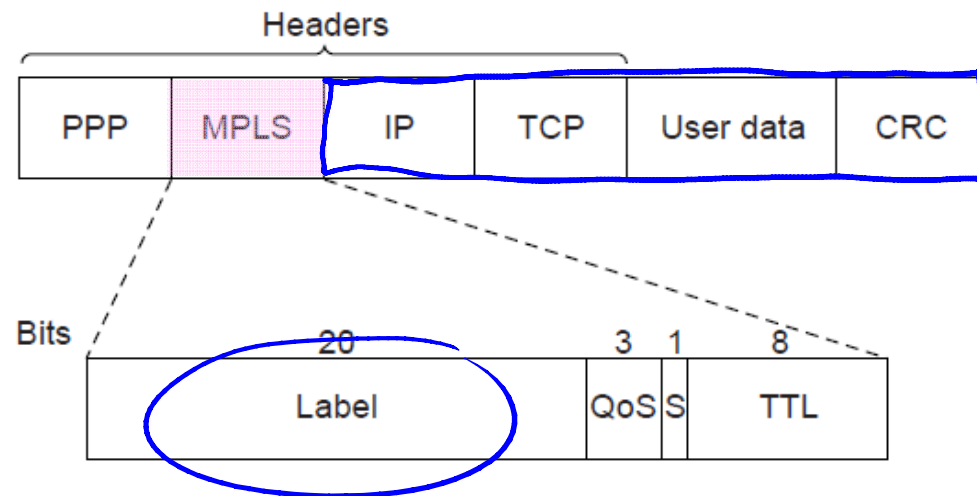 Headers
PPP MPLS IP TCP User data CRC
Bits 20 3 1 8
Label QoS S TTL